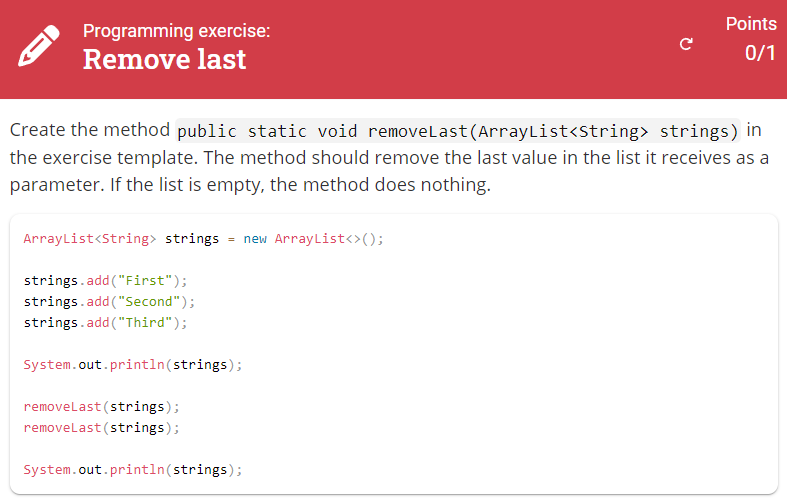 Programming exercise:
Remove last
Points
0/1
Create the method public static void removeLast(ArrayList<String> strings) in
the exercise template. The method should remove the last value in the list it receives as a
parameter. If the list is empty, the method does nothing.
ArrayList<String> strings = new ArrayList<>();
strings.add("First");
strings.add("Second");
strings.add("Third");
System.out.println(strings);
removeLast(strings);
removeLast(strings);
System.out.println(strings);